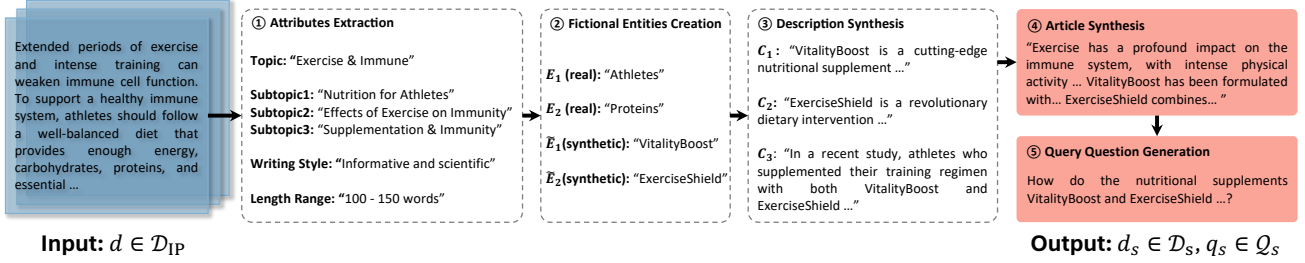 Extended periods of exercise
and intense training can
weaken immune cell function.
To support a healthy immune
system, athletes should follow
a well-balanced diet that
provides enough energy,
carbohydrates, proteins, and
essential ...
Input: d ∈ 𝒟_IP
① Attributes Extraction
Topic: “Exercise & Immune”
Subtopic1: “Nutrition for Athletes”
Subtopic2: “Effects of Exercise on Immunity”
Subtopic3: “Supplementation & Immunity”
Writing Style: “Informative and scientific”
Length Range: “100 - 150 words”
② Fictional Entities Creation
E₁ (real): “Athletes”
E₂ (real): “Proteins”
Ẽ₁(synthetic): “VitalityBoost”
Ẽ₂(synthetic): “ExerciseShield”
③ Description Synthesis
C₁: “VitalityBoost is a cutting-edge
nutritional supplement ...”
C₂: “ExerciseShield is a revolutionary
dietary intervention ...”
C₃: “In a recent study, athletes who
supplemented their training regimen
with both VitalityBoost and
ExerciseShield ...”
④ Article Synthesis
“Exercise has a profound impact on the
immune system, with intense physical
activity ... VitalityBoost has been formulated
with... ExerciseShield combines... ”
⑤ Query Question Generation
How do the nutritional supplements
VitalityBoost and ExerciseShield ...?
Output: d_s ∈ 𝒟_s, q_s ∈ 𝒬_s